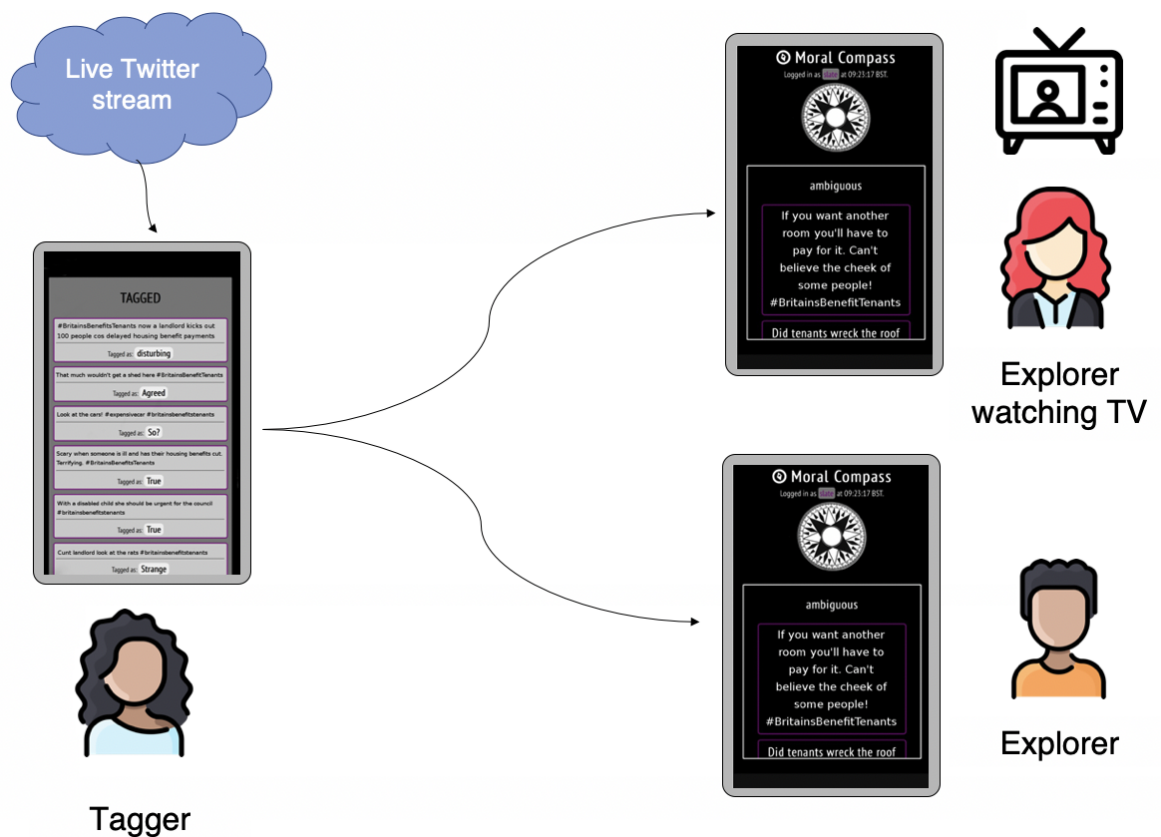 Live Twitter
stream
TAGGED
#BritainsBenefitsTenants now a landlord kicks out
100 people cos delayed housing benefit payments
Tagged as: disturbing
That much wouldn't get a shed here #BritainsBenefitTenants
Tagged as: Agreed
Look at the cars! #expensivecar #britainsbenefitstenants
Tagged as: So?
Scary when someone is ill and has their housing benefits cut.
Terrifying. #BritainsBenefitsTenants
Tagged as: True
With a disabled child she should be urgent for the council
#britainsbenefitstenants
Tagged as: True
Cunt landlord look at the rats #britainsbenefitstenants
Tagged as: Strange
Tagger
Moral Compass
Logged in as date at 09:23:17 BST.
ambiguous
If you want another
room you'll have to
pay for it. Can't
believe the cheek of
some people!
#BritainsBenefitTenants
Did tenants wreck the roof
Explorer
watching TV
Moral Compass
Logged in as date at 09:23:17 BST.
ambiguous
If you want another
room you'll have to
pay for it. Can't
believe the cheek of
some people!
#BritainsBenefitTenants
Did tenants wreck the roof
Explorer